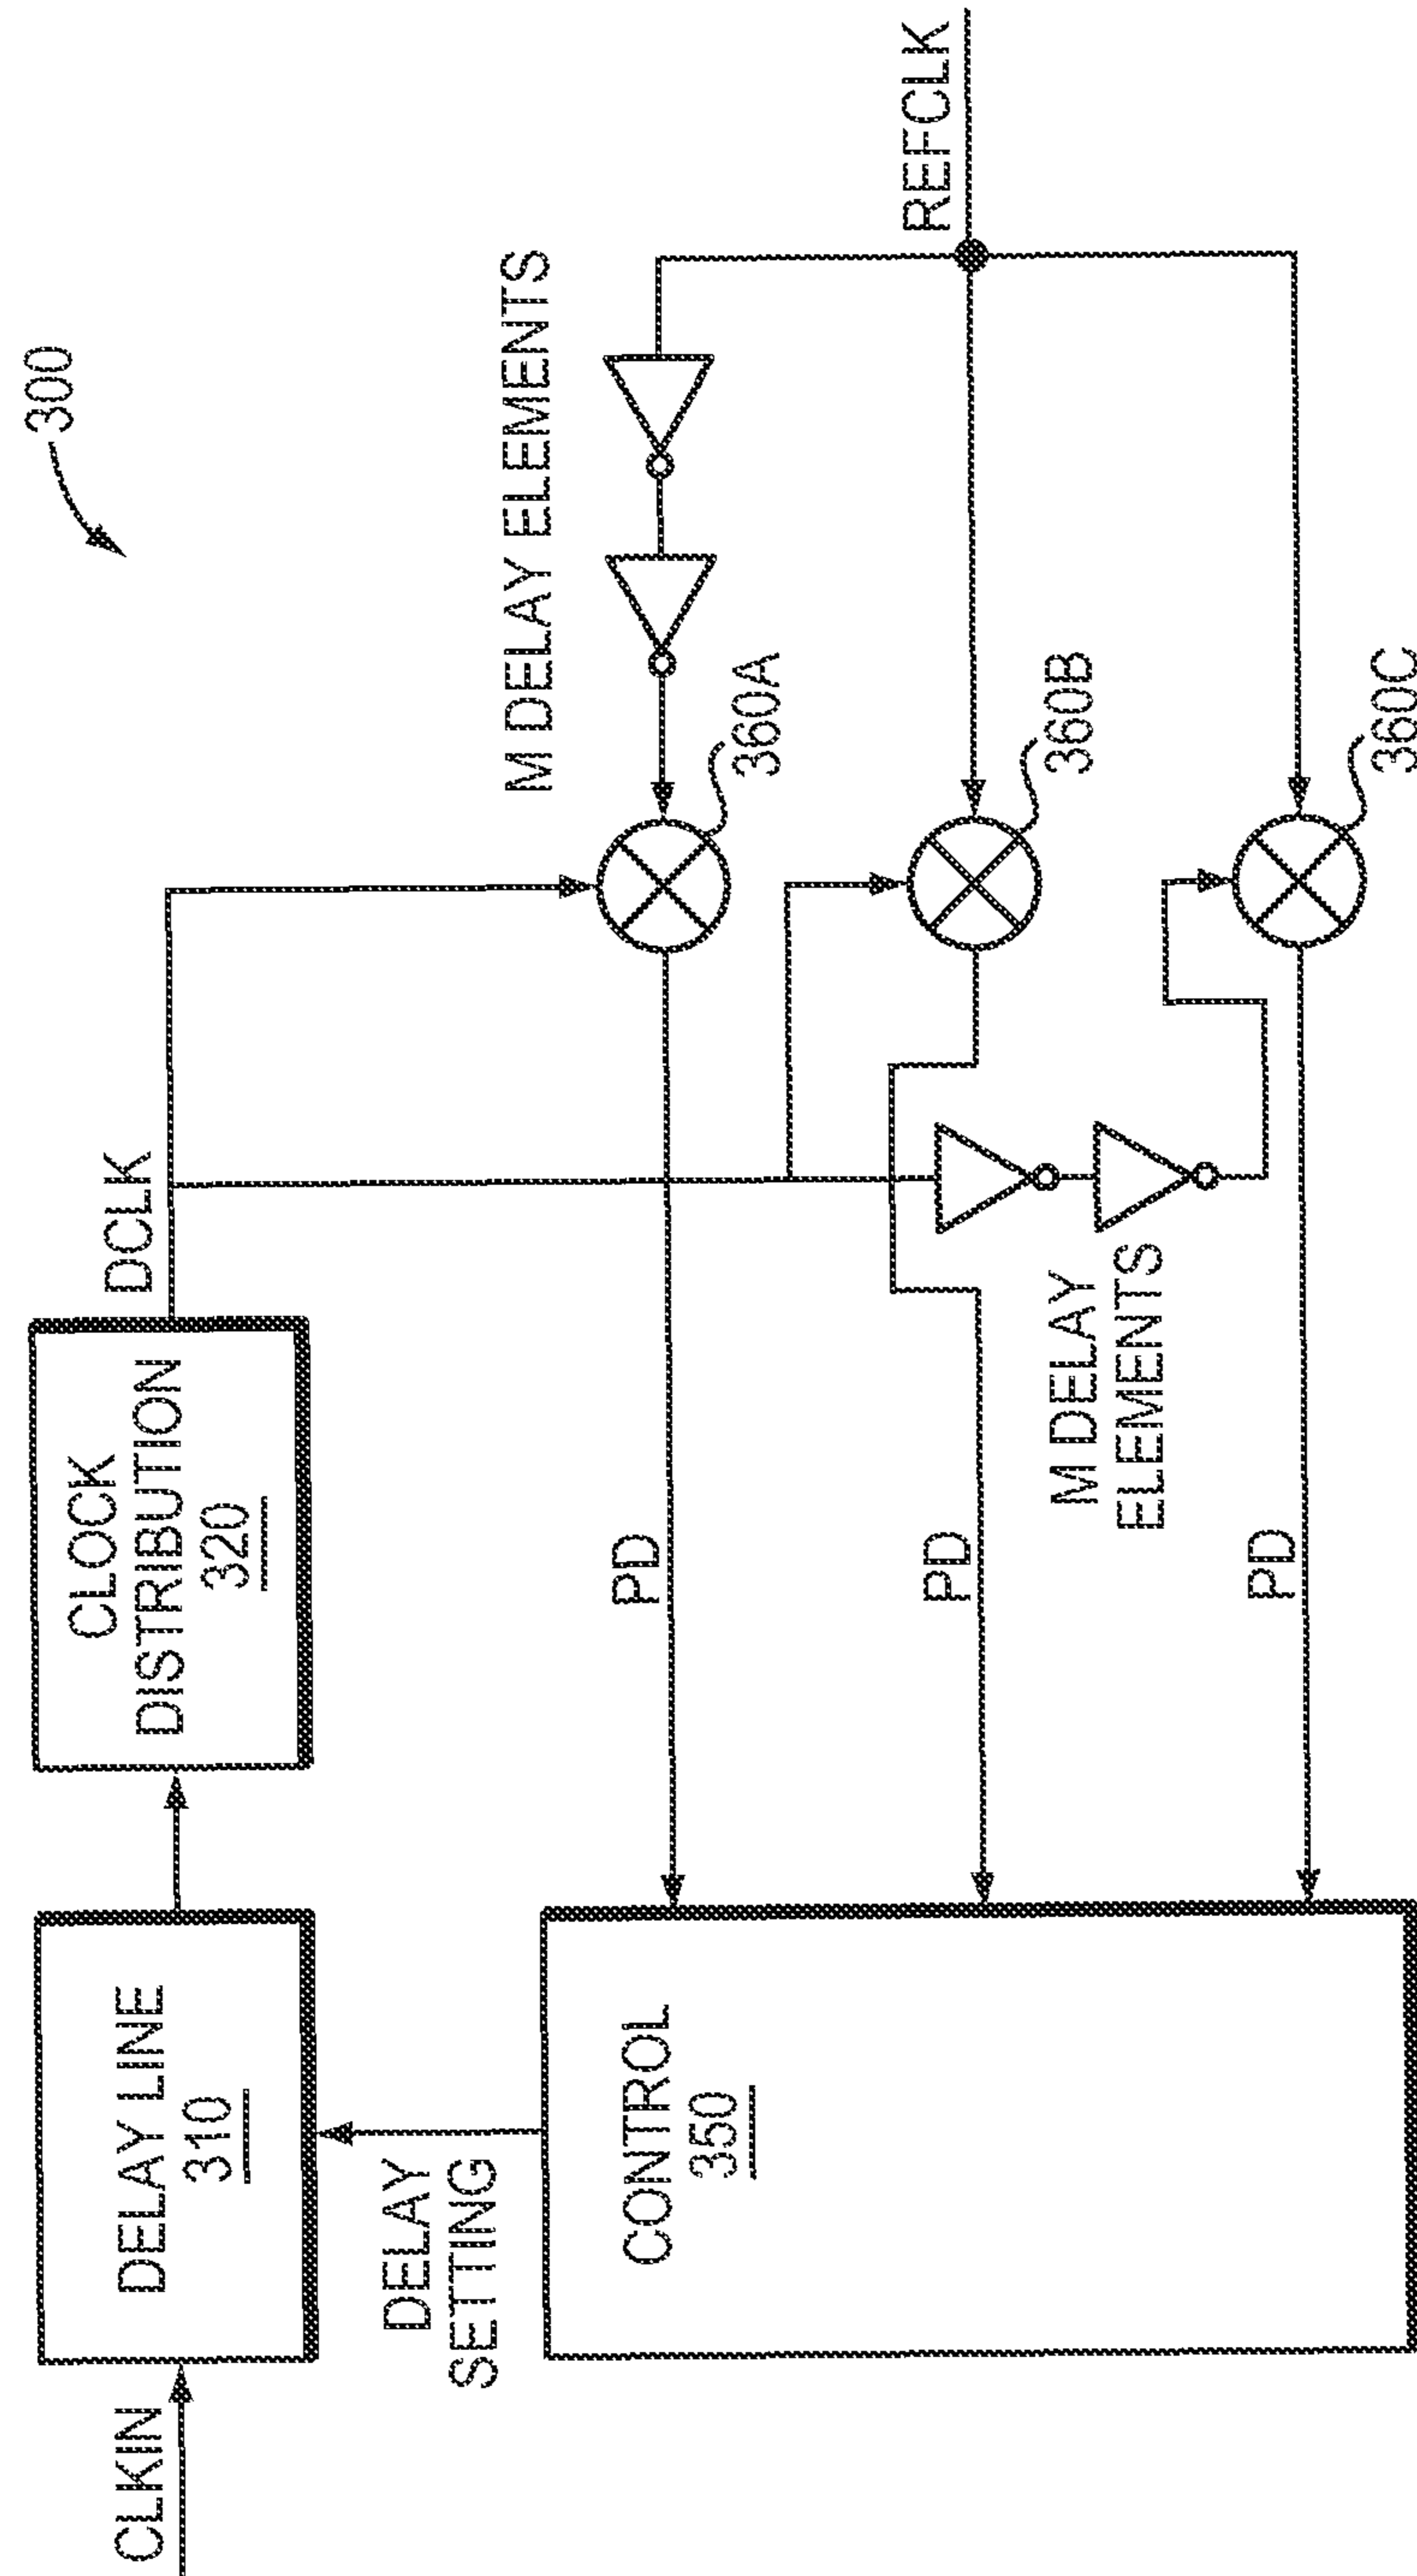 300
CLKIN
DELAY LINE
310
CLOCK
DISTRIBUTION
320
DCLK
DELAY
SETTING
M DELAY ELEMENTS
CONTROL
350
PD
360A
REFCLK
PD
360B
M DELAY
ELEMENTS
PD
360C